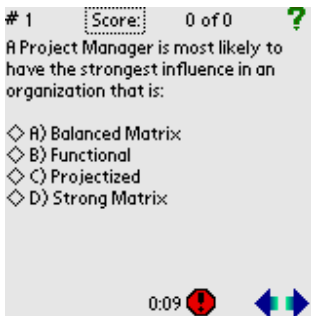 # 1 Score: 0 of 0 ?
A Project Manager is most likely to
have the strongest influence in an
organization that is:
A) Balanced Matrix
B) Functional
C) Projectized
D) Strong Matrix
0:09 !